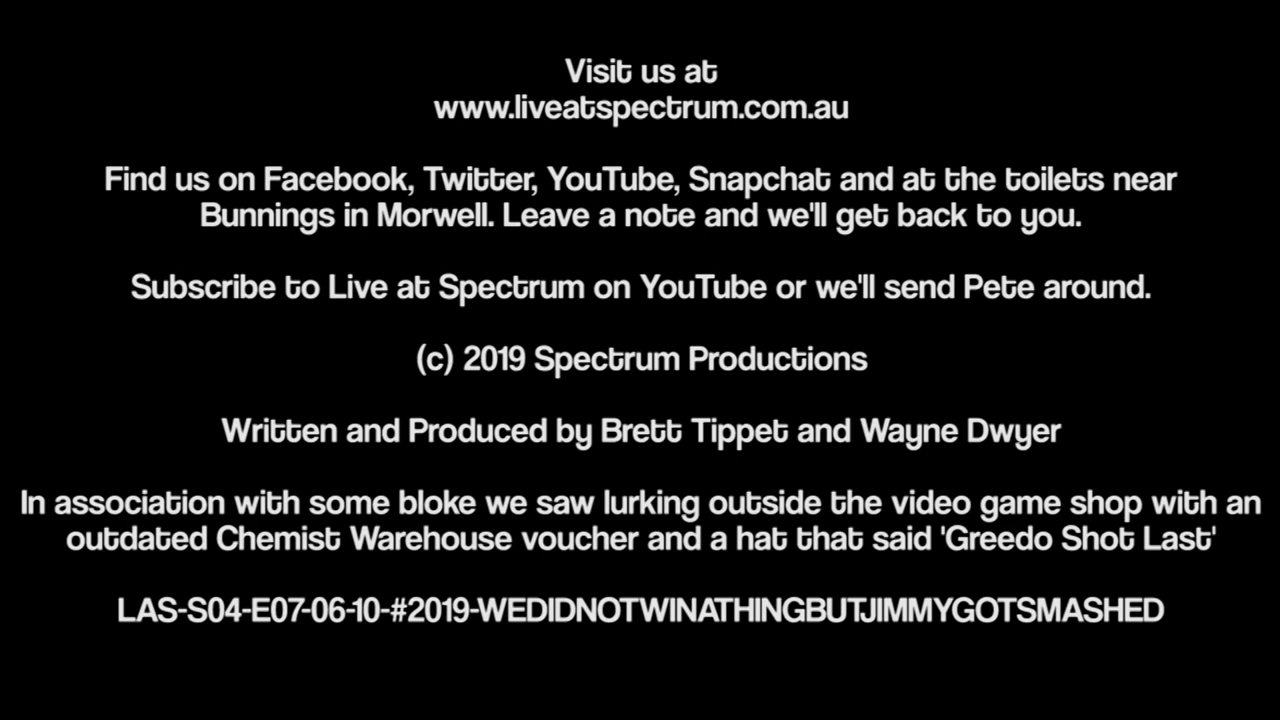 Visit us at
www.liveatspectrum.com.au
Find us on Facebook, Twitter, YouTube, Snapchat and at the toilets near
Bunnings in Morwell. Leave a note and we'll get back to you.
Subscribe to Live at Spectrum on YouTube or we'll send Pete around.
(c) 2019 Spectrum Productions
Written and Produced by Brett Tippet and Wayne Dwyer
In association with some bloke we saw lurking outside the video game shop with an
outdated Chemist Warehouse voucher and a hat that said 'Greedo Shot Last'
LAS-S04-E07-06-10-#2019-WEDIDNOTWINATHINGBUTJIMMYGOTSMASHED